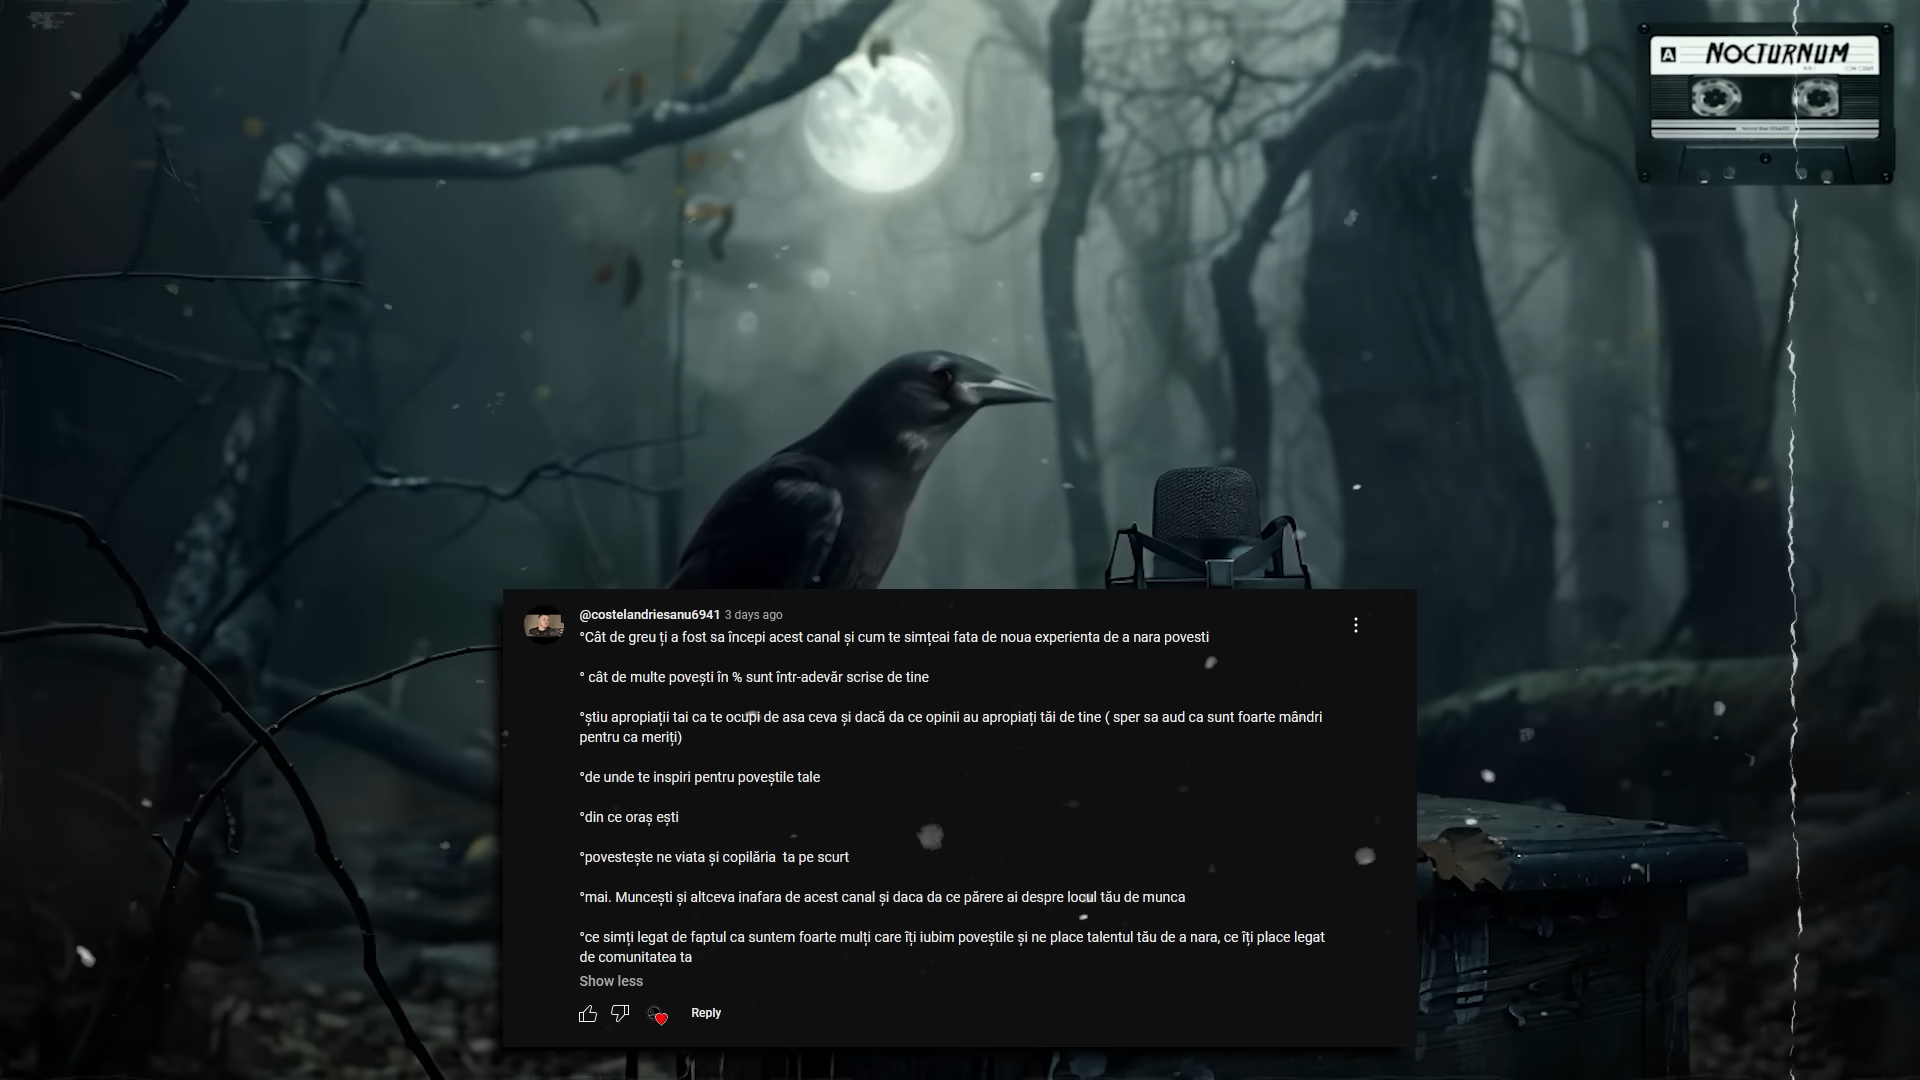 A NOCTURNUM
@costelandriesanu6941 3 days ago
°Cât de greu ți a fost sa începi acest canal și cum te simțeai fata de noua experienta de a nara povesti
° cât de multe povești în % sunt într-adevăr scrise de tine
°știu apropiații tai ca te ocupi de asa ceva și dacă da ce opinii au apropiați tăi de tine ( sper sa aud ca sunt foarte mândri
pentru ca meriți)
°de unde te inspiri pentru poveștile tale
°din ce oraș ești
°povestește ne viata și copilăria  ta pe scurt
°mai. Muncești și altceva inafara de acest canal și daca da ce părere ai despre locul tău de munca
°ce simți legat de faptul ca suntem foarte mulți care îți iubim poveștile și ne place talentul tău de a nara, ce îți place legat
de comunitatea ta
Show less
Reply